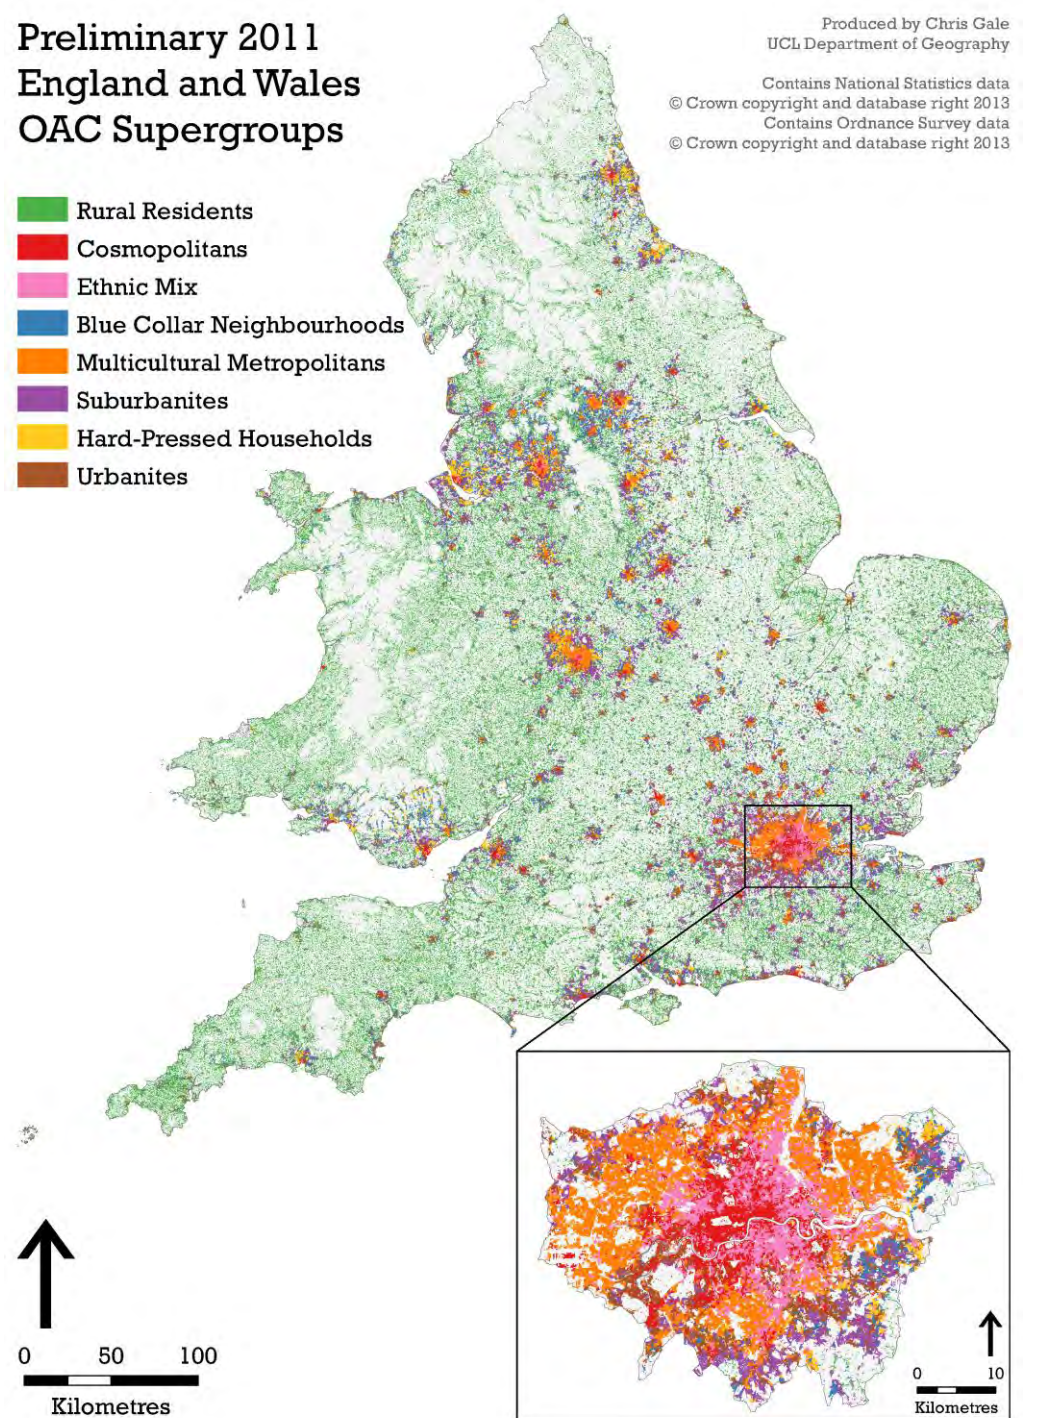 Preliminary 2011
England and Wales
OAC Supergroups
Produced by Chris Gale
UCL Department of Geography
Contains National Statistics data
© Crown copyright and database right 2013
Contains Ordnance Survey data
© Crown copyright and database right 2013
Rural Residents
Cosmopolitans
Ethnic Mix
Blue Collar Neighbourhoods
Multicultural Metropolitans
Suburbanites
Hard-Pressed Households
Urbanites
0 50 100
Kilometres
0 10
Kilometres